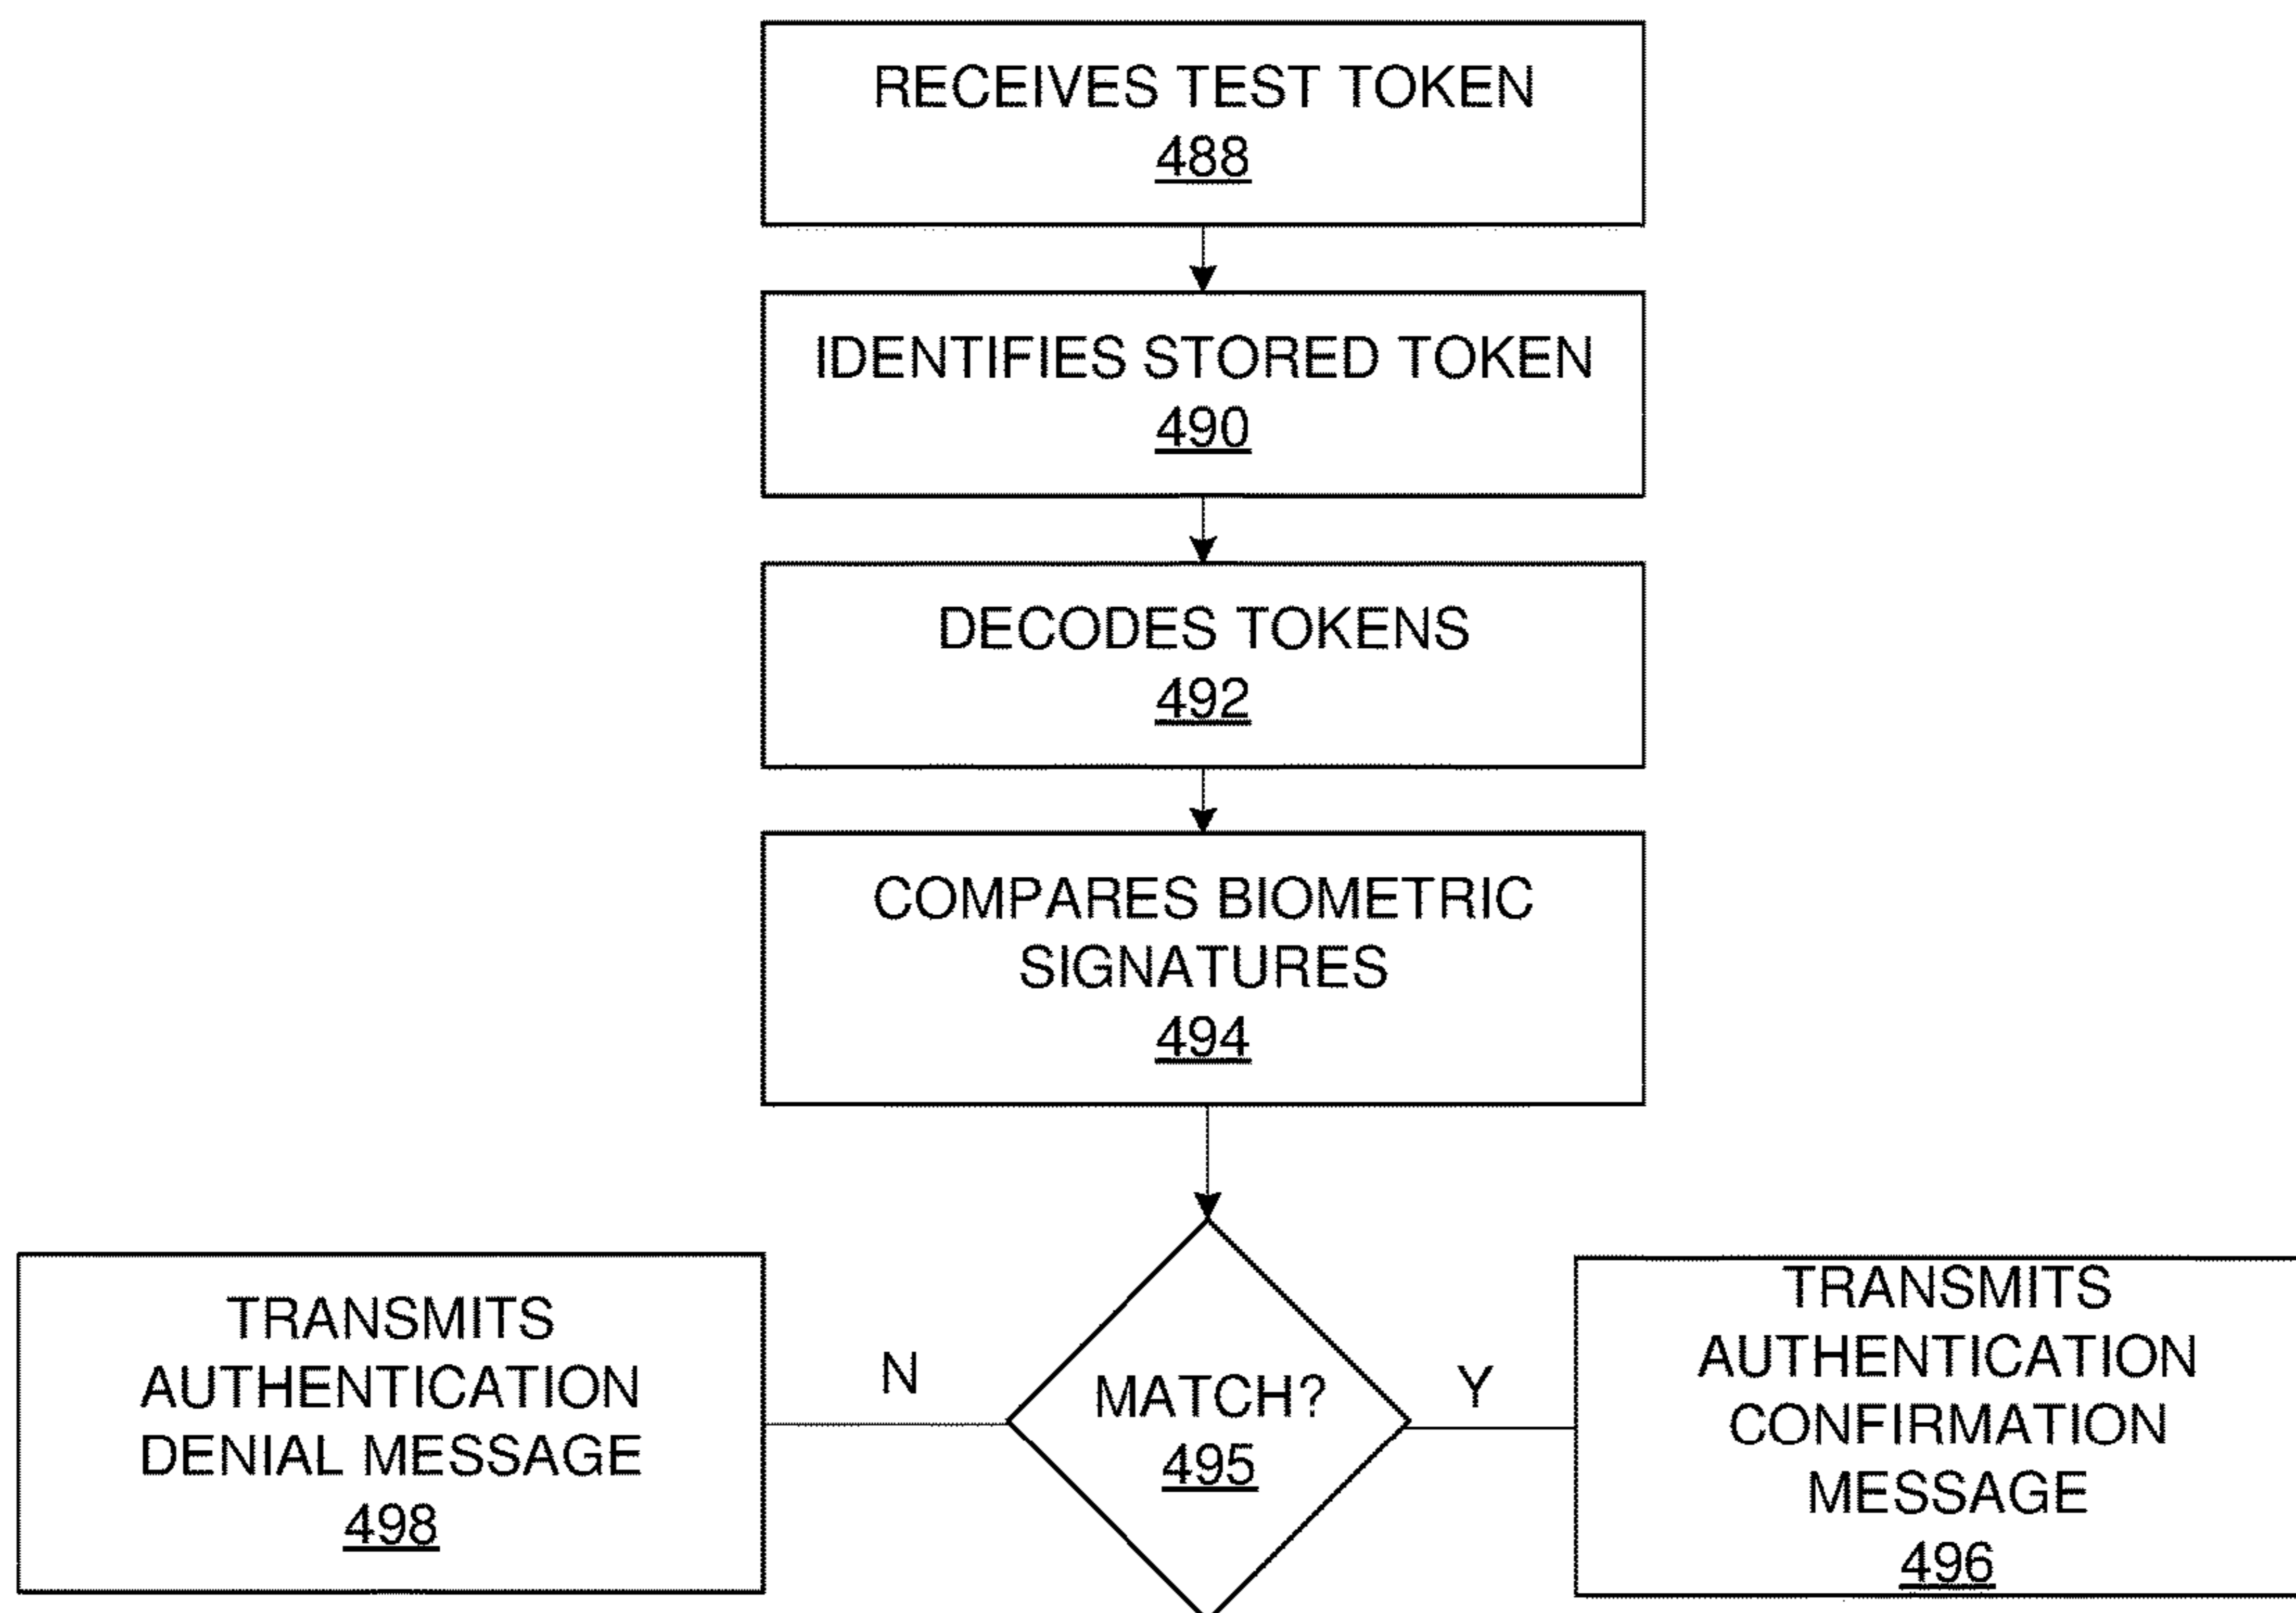 RECEIVES TEST TOKEN
488
IDENTIFIES STORED TOKEN
490
DECODES TOKENS
492
COMPARES BIOMETRIC
SIGNATURES
494
TRANSMITS
AUTHENTICATION
DENIAL MESSAGE
498
N
MATCH?
495
Y
TRANSMITS
AUTHENTICATION
CONFIRMATION
MESSAGE
496